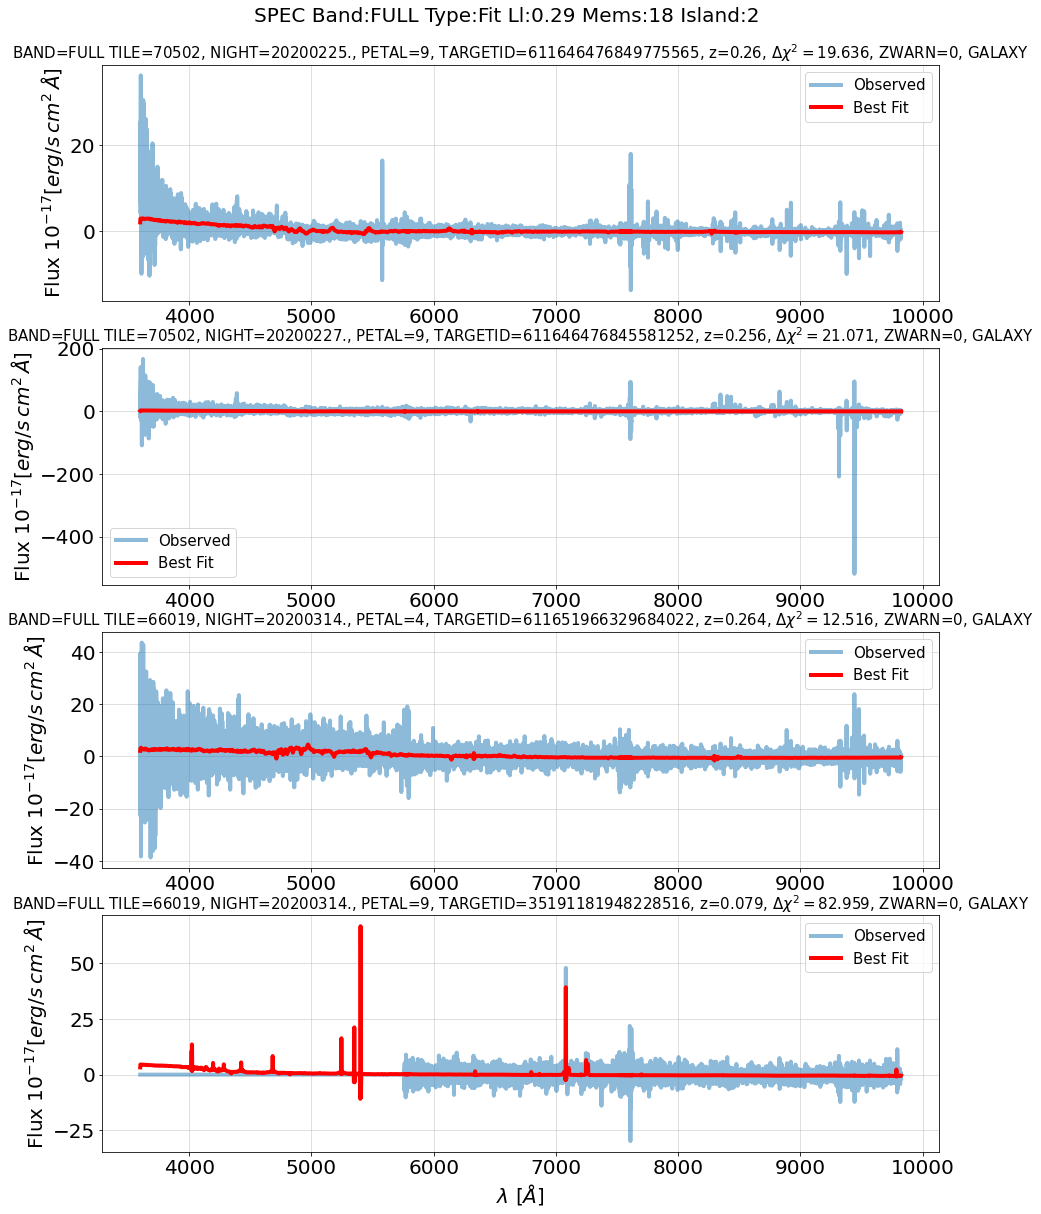 SPEC Band:FULL Type:Fit Ll:0.29 Mems:18 Island:2
BAND=FULL TILE=70502, NIGHT=20200225., PETAL=9, TARGETID=611646476849775565, z=0.26, Δχ² = 19.636, ZWARN=0, GALAXY
Flux 10⁻¹⁷[erg/s cm² Å]
20
0
Observed
Best Fit
4000 5000 6000 7000 8000 9000 10000
BAND=FULL TILE=70502, NIGHT=20200227., PETAL=9, TARGETID=611646476845581252, z=0.256, Δχ² = 21.071, ZWARN=0, GALAXY
Flux 10⁻¹⁷[erg/s cm² Å]
200
0
−200
−400
Observed
Best Fit
4000 5000 6000 7000 8000 9000 10000
BAND=FULL TILE=66019, NIGHT=20200314., PETAL=4, TARGETID=611651966329684022, z=0.264, Δχ² = 12.516, ZWARN=0, GALAXY
Flux 10⁻¹⁷[erg/s cm² Å]
40
20
0
−20
−40
Observed
Best Fit
4000 5000 6000 7000 8000 9000 10000
BAND=FULL TILE=66019, NIGHT=20200314., PETAL=9, TARGETID=35191181948228516, z=0.079, Δχ² = 82.959, ZWARN=0, GALAXY
Flux 10⁻¹⁷[erg/s cm² Å]
50
25
0
−25
Observed
Best Fit
4000 5000 6000 7000 8000 9000 10000
λ [Å]